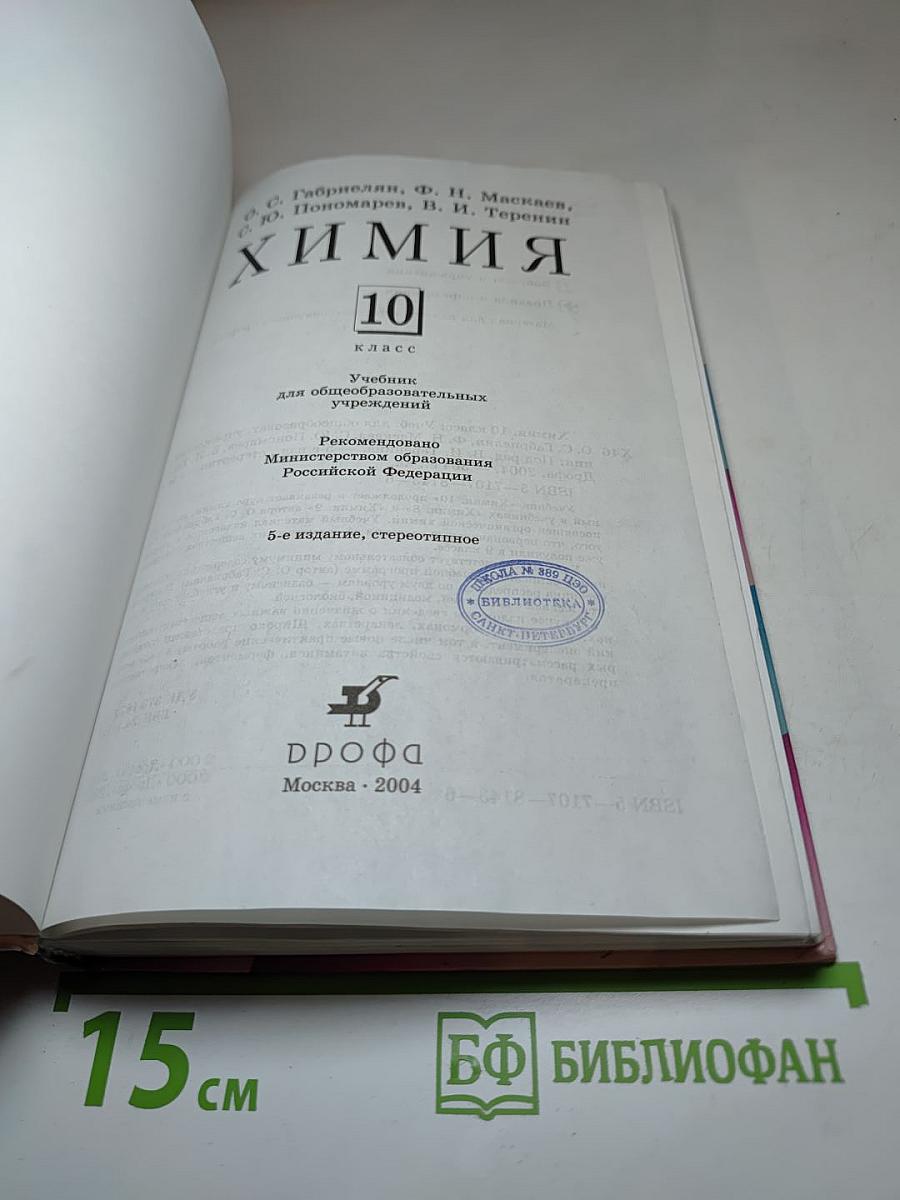 О. С. Габриелян, Ф. Н. Маскаев,
С. Ю. Пономарев, В. И. Теренин
ХИМИЯ
10
класс
Учебник
для общеобразовательных
учреждений
Рекомендовано
Министерством образования
Российской Федерации
5-е издание, стереотипное
ШКОЛА № 389 ЦЭО
* БИБЛИОТЕКА *
САНКТ-ПЕТЕРБУРГ
ДРОФА
Москва · 2004
15 см
БФ БИБЛИОФАН